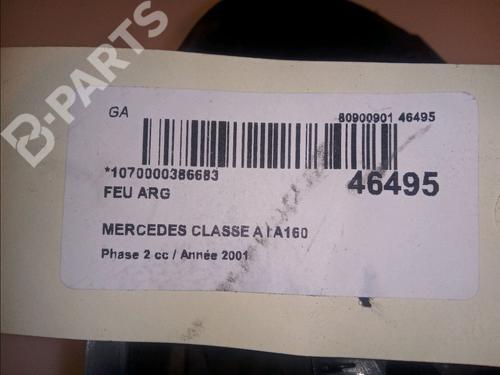 B-PARTS
GA
60900901 46495
*1070000386683
46495
FEU ARG
MERCEDES CLASSE A I A160
Phase 2 cc / Année 2001